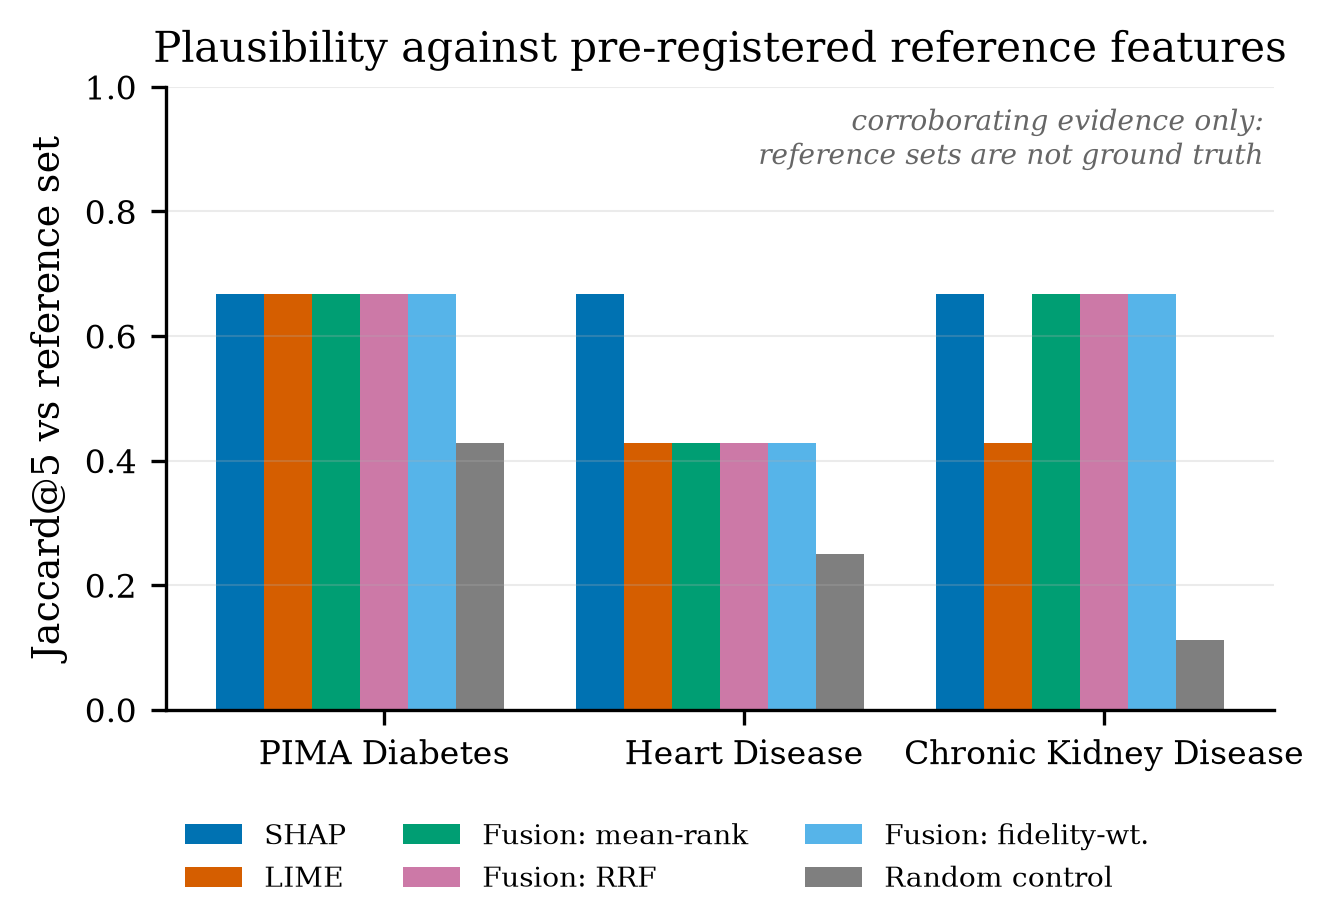 Plausibility against pre-registered reference features
corroborating evidence only:
reference sets are not ground truth
Jaccard@5 vs reference set
1.0
0.8
0.6
0.4
0.2
0.0
PIMA Diabetes
Heart Disease
Chronic Kidney Disease
SHAP
LIME
Fusion: mean-rank
Fusion: RRF
Fusion: fidelity-wt.
Random control